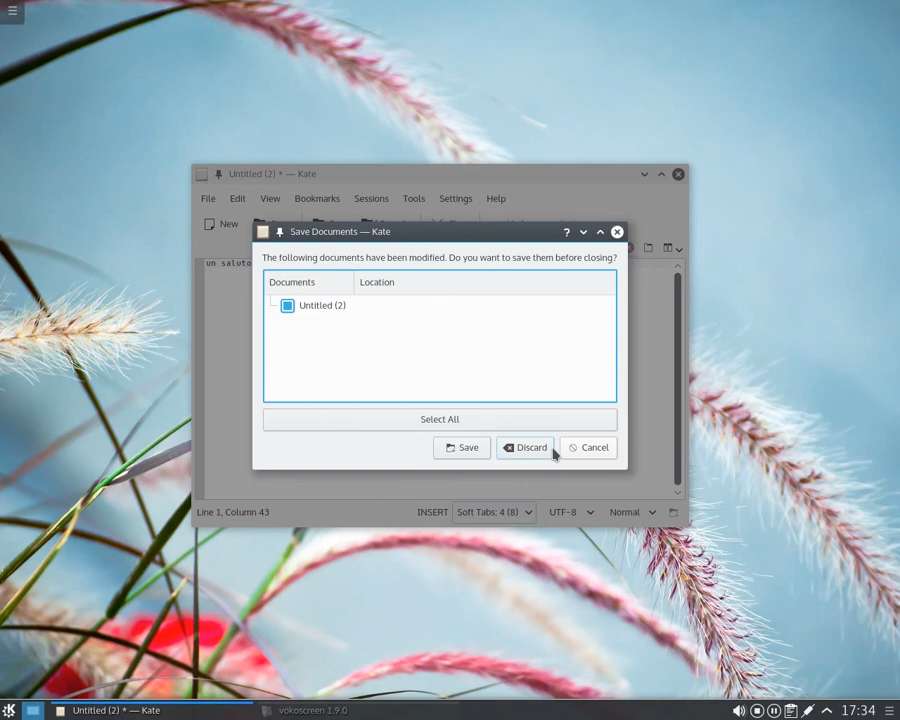 Untitled (2) * — Kate
File Edit View Bookmarks Sessions Tools Settings Help
New
Save Documents — Kate
un saluto
The following documents have been modified. Do you want to save them before closing?
Documents Location
Untitled (2)
Select All
Save Discard Cancel
Line 1, Column 43 INSERT Soft Tabs: 4 (8) UTF-8 Normal
Untitled (2) * — Kate vokoscreen 1.9.0 17:34